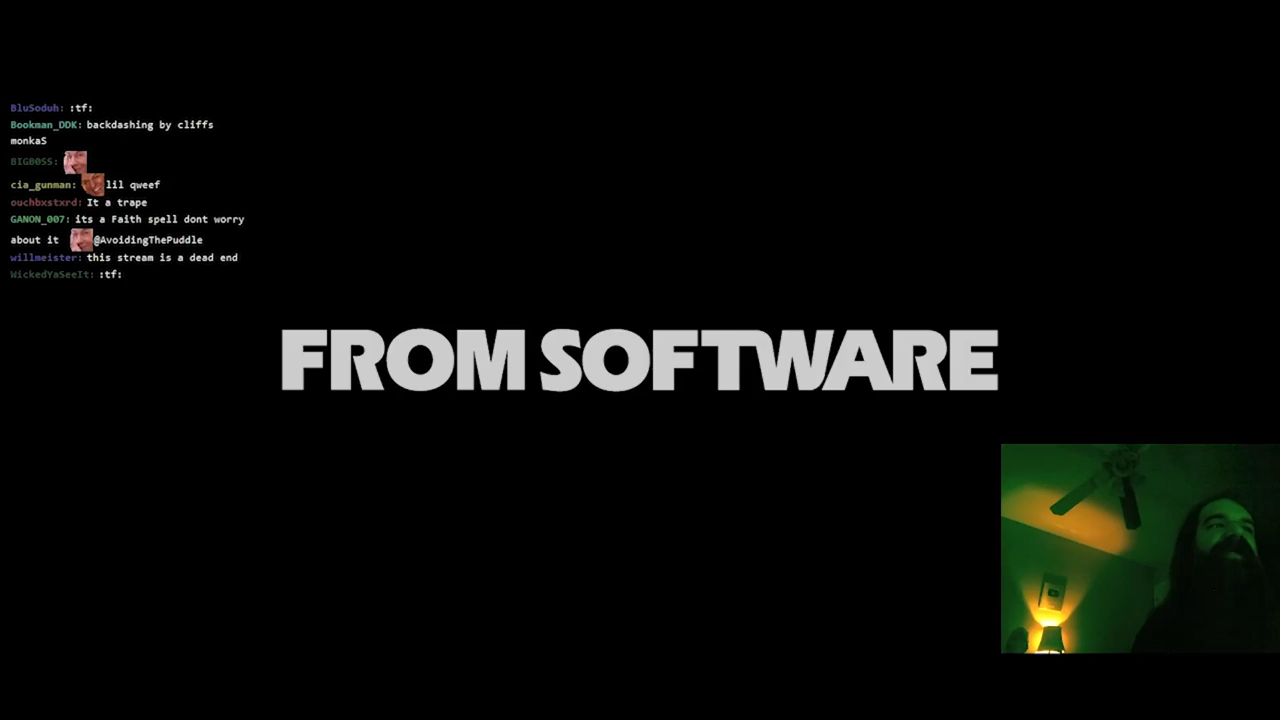 BluSoduh: :tf:
Bookman_DDK: backdashing by cliffs
monkaS
BIGB0SS:
cia_gunman: lil qweef
ouchbxstxrd: It a trape
GANON_007: its a Faith spell dont worry
about it @AvoidingThePuddle
willmeister: this stream is a dead end
WickedYaSeeIt: :tf:
FROM SOFTWARE